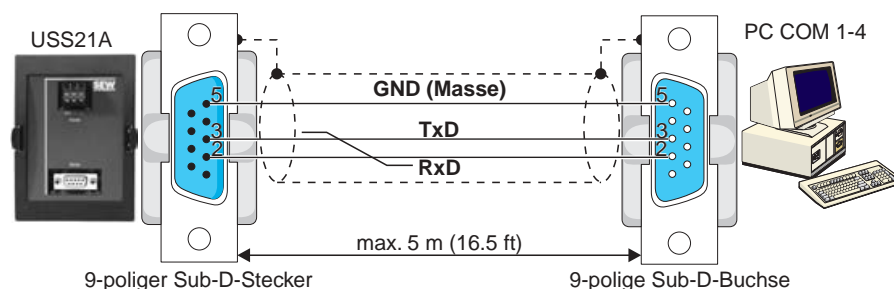 USS21A
PC COM 1-4
SEW
5
GND (Masse)
5
3
TxD
3
2
RxD
2
max. 5 m (16.5 ft)
9-poliger Sub-D-Stecker
9-polige Sub-D-Buchse